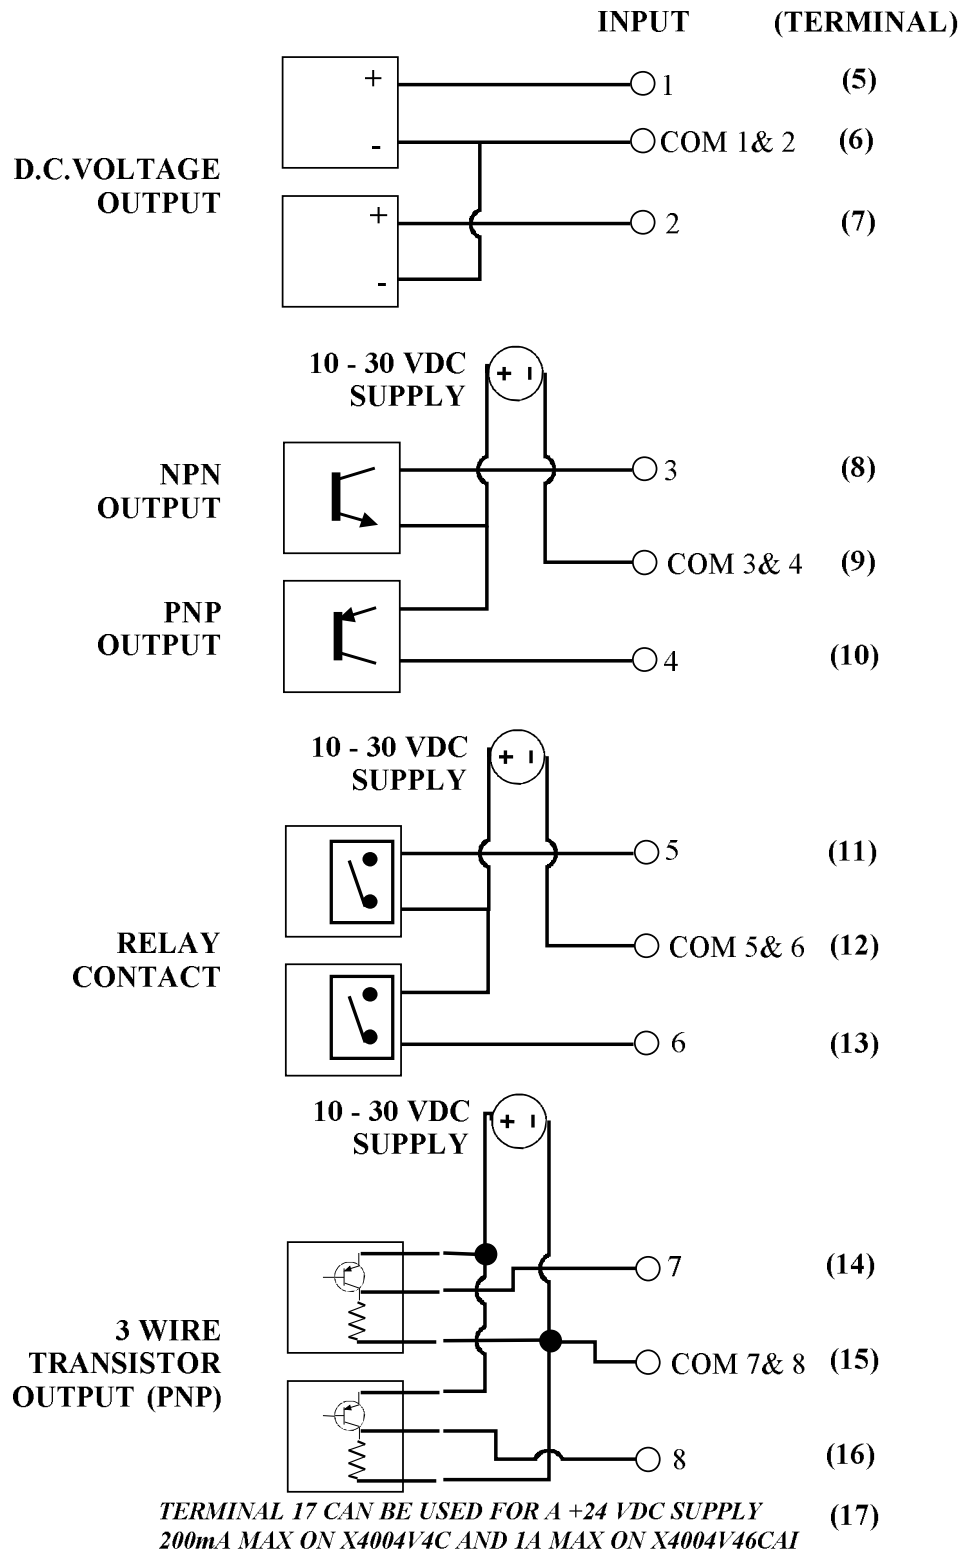 INPUT (TERMINAL)
+ 1 (5)
- COM 1& 2 (6)
D.C.VOLTAGE
OUTPUT
+ 2 (7)
-
10 - 30 VDC
SUPPLY
+ -
NPN
OUTPUT
3 (8)
COM 3& 4 (9)
PNP
OUTPUT
4 (10)
10 - 30 VDC
SUPPLY
+ -
5 (11)
RELAY
CONTACT
COM 5& 6 (12)
6 (13)
10 - 30 VDC
SUPPLY
+ -
7 (14)
3 WIRE
TRANSISTOR
OUTPUT (PNP)
COM 7& 8 (15)
8 (16)
TERMINAL 17 CAN BE USED FOR A +24 VDC SUPPLY (17)
200mA MAX ON X4004V4C AND 1A MAX ON X4004V46CAI